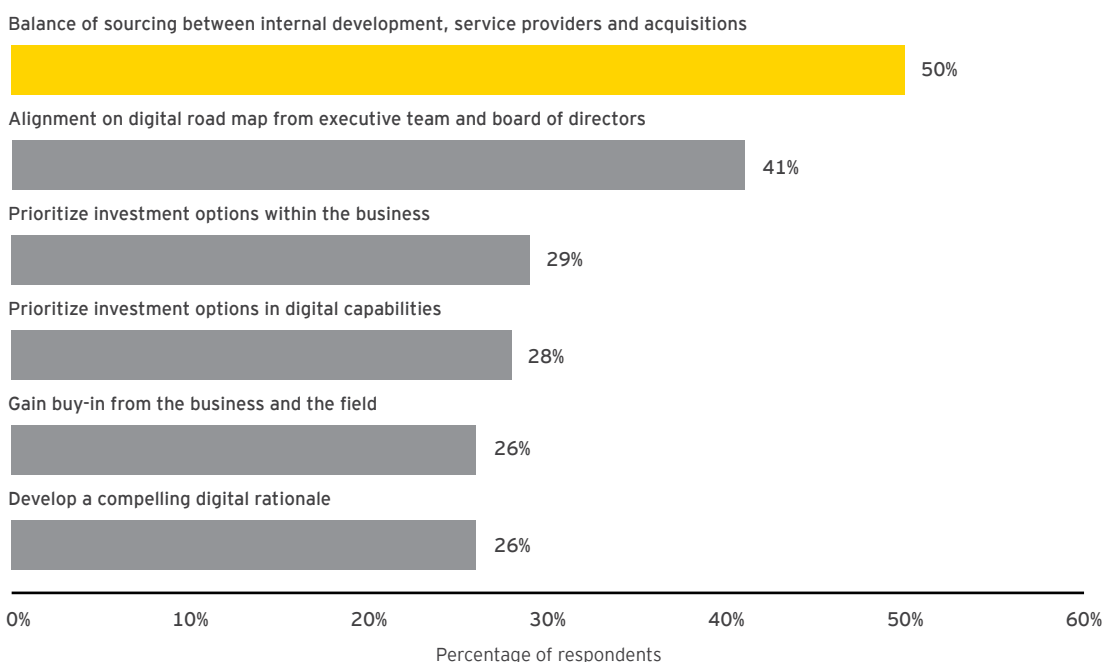 Balance of sourcing between internal development, service providers and acquisitions
50%
Alignment on digital road map from executive team and board of directors
41%
Prioritize investment options within the business
29%
Prioritize investment options in digital capabilities
28%
Gain buy-in from the business and the field
26%
Develop a compelling digital rationale
26%
0% 10% 20% 30% 40% 50% 60%
Percentage of respondents